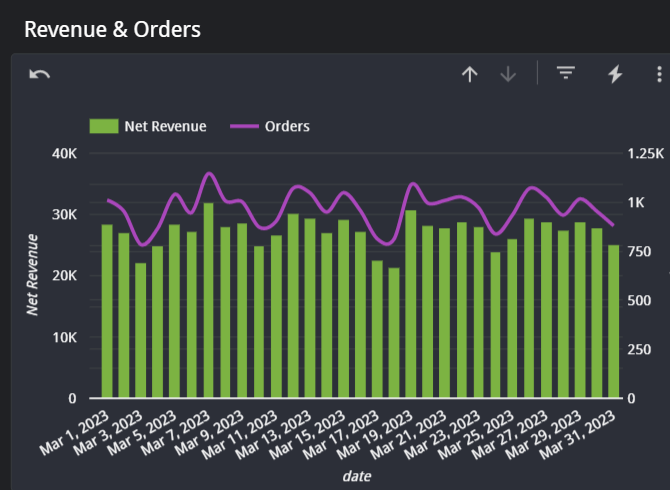 Revenue & Orders
Net Revenue
Orders
40K
30K
20K
10K
0
Net Revenue
1.25K
1K
750
500
250
0
Mar 1, 2023
Mar 3, 2023
Mar 5, 2023
Mar 7, 2023
Mar 9, 2023
Mar 11, 2023
Mar 13, 2023
Mar 15, 2023
Mar 17, 2023
Mar 19, 2023
Mar 21, 2023
Mar 23, 2023
Mar 25, 2023
Mar 27, 2023
Mar 29, 2023
Mar 31, 2023
date